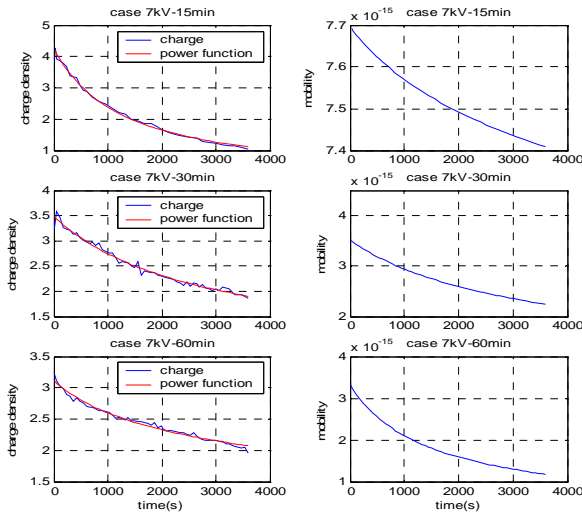 case 7kV-15min
charge density
5
4
3
2
1
charge
power function
0 1000 2000 3000 4000
case 7kV-15min
x 10-15
mobility
7.7
7.6
7.5
7.4
0 1000 2000 3000 4000
case 7kV-30min
charge density
4
3.5
3
2.5
2
1.5
charge
power function
0 1000 2000 3000 4000
case 7kV-30min
x 10-15
mobility
4
3
2
0 1000 2000 3000 4000
case 7kV-60min
charge density
3.5
3
2.5
2
1.5
charge
power function
0 1000 2000 3000 4000
time(s)
case 7kV-60min
x 10-15
mobility
4
3
2
1
0 1000 2000 3000 4000
time(s)